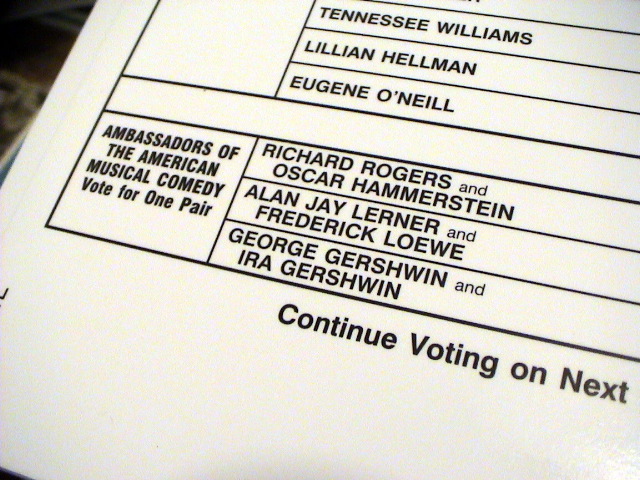 TENNESSEE WILLIAMS
LILLIAN HELLMAN
EUGENE O'NEILL
AMBASSADORS OF
THE AMERICAN
MUSICAL COMEDY
Vote for One Pair
RICHARD ROGERS and
OSCAR HAMMERSTEIN
ALAN JAY LERNER and
FREDERICK LOEWE
GEORGE GERSHWIN and
IRA GERSHWIN
Continue Voting on Next